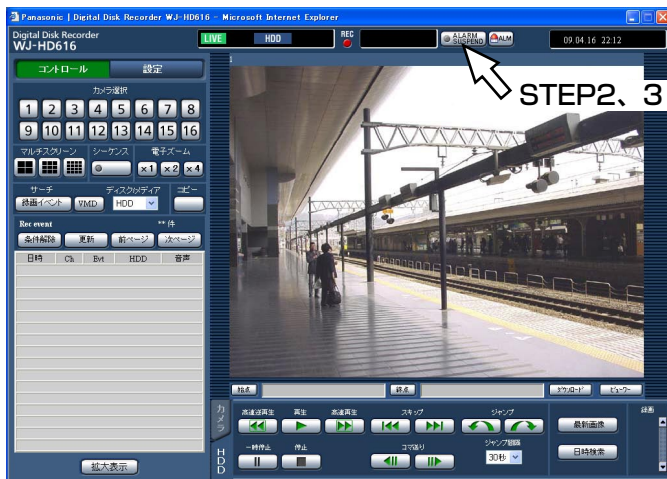 Panasonic | Digital Disk Recorder WJ-HD616 - Microsoft Internet Explorer
Digital Disk Recorder
WJ-HD616
LIVE HDD REC ALARM SUSPEND ALM 09.04.16 22:12
STEP2、3
コントロール 設定
カメラ選択
1 2 3 4 5 6 7 8
9 10 11 12 13 14 15 16
マルチスクリーン シーケンス 電子ズーム
x1 x2 x4
サーチ ディスク/メディア コピー
録画イベント VMD HDD
Rec event ** 件
条件解除 更新 前ページ 次ページ
日時 Ch Evt HDD 音声
拡大表示
1
始点 終点 ダウンロード ビューワー
カメラ
HDD
高速逆再生 再生 高速再生 スキップ ジャンプ
最新画像
録画
一時停止 停止 コマ送り ジャンプ間隔
30秒
日時検索